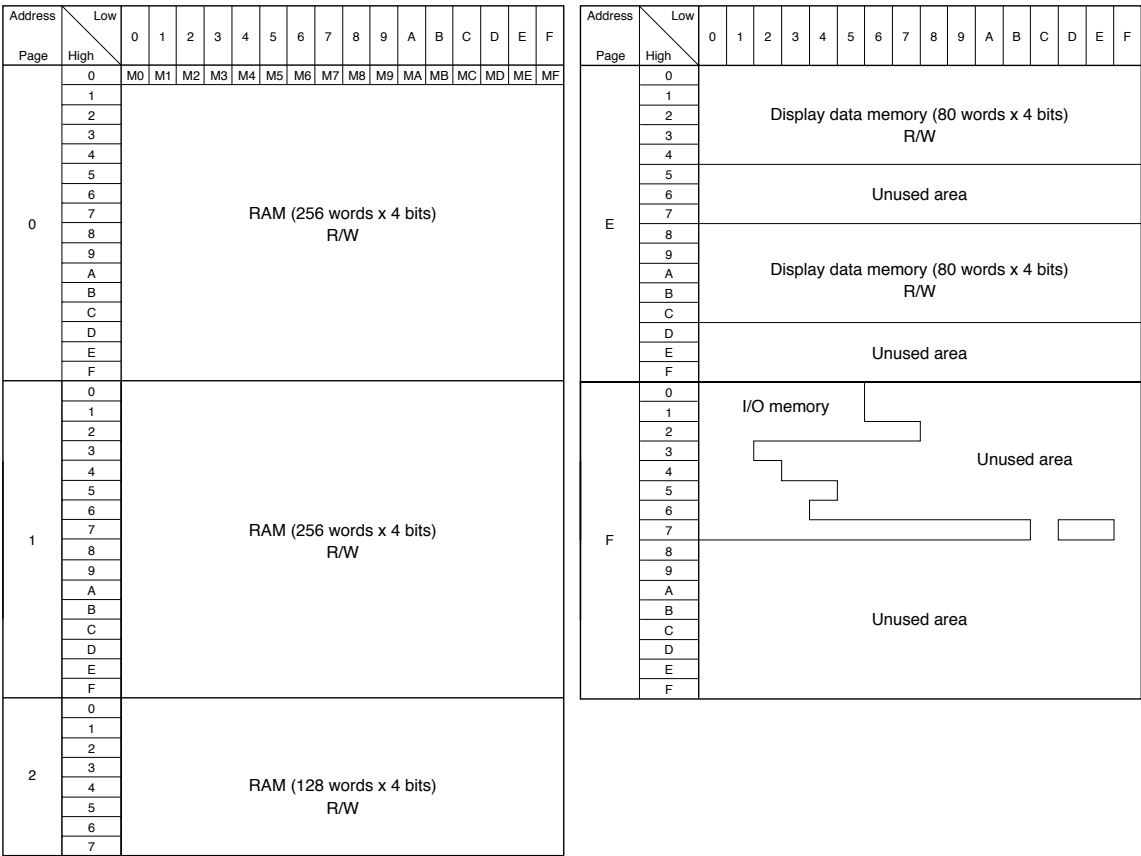 Address Low
0 1 2 3 4 5 6 7 8 9 A B C D E F
Page High
0 M0 M1 M2 M3 M4 M5 M6 M7 M8 M9 MA MB MC MD ME MF
1
2
3
4
5
6
0 7 RAM (256 words x 4 bits)
8 R/W
9
A
B
C
D
E
F
0
1
2
3
4
5
6
1 7 RAM (256 words x 4 bits)
8 R/W
9
A
B
C
D
E
F
0
1
2
2 3
4 RAM (128 words x 4 bits)
5 R/W
6
7
Address Low
0 1 2 3 4 5 6 7 8 9 A B C D E F
Page High
0
1
2 Display data memory (80 words x 4 bits)
3 R/W
4
5
6 Unused area
E 7
8
9
A Display data memory (80 words x 4 bits)
B R/W
C
D
E Unused area
F
0
1 I/O memory
2
3 Unused area
4
5
6
F 7
8
9
A
B Unused area
C
D
E
F